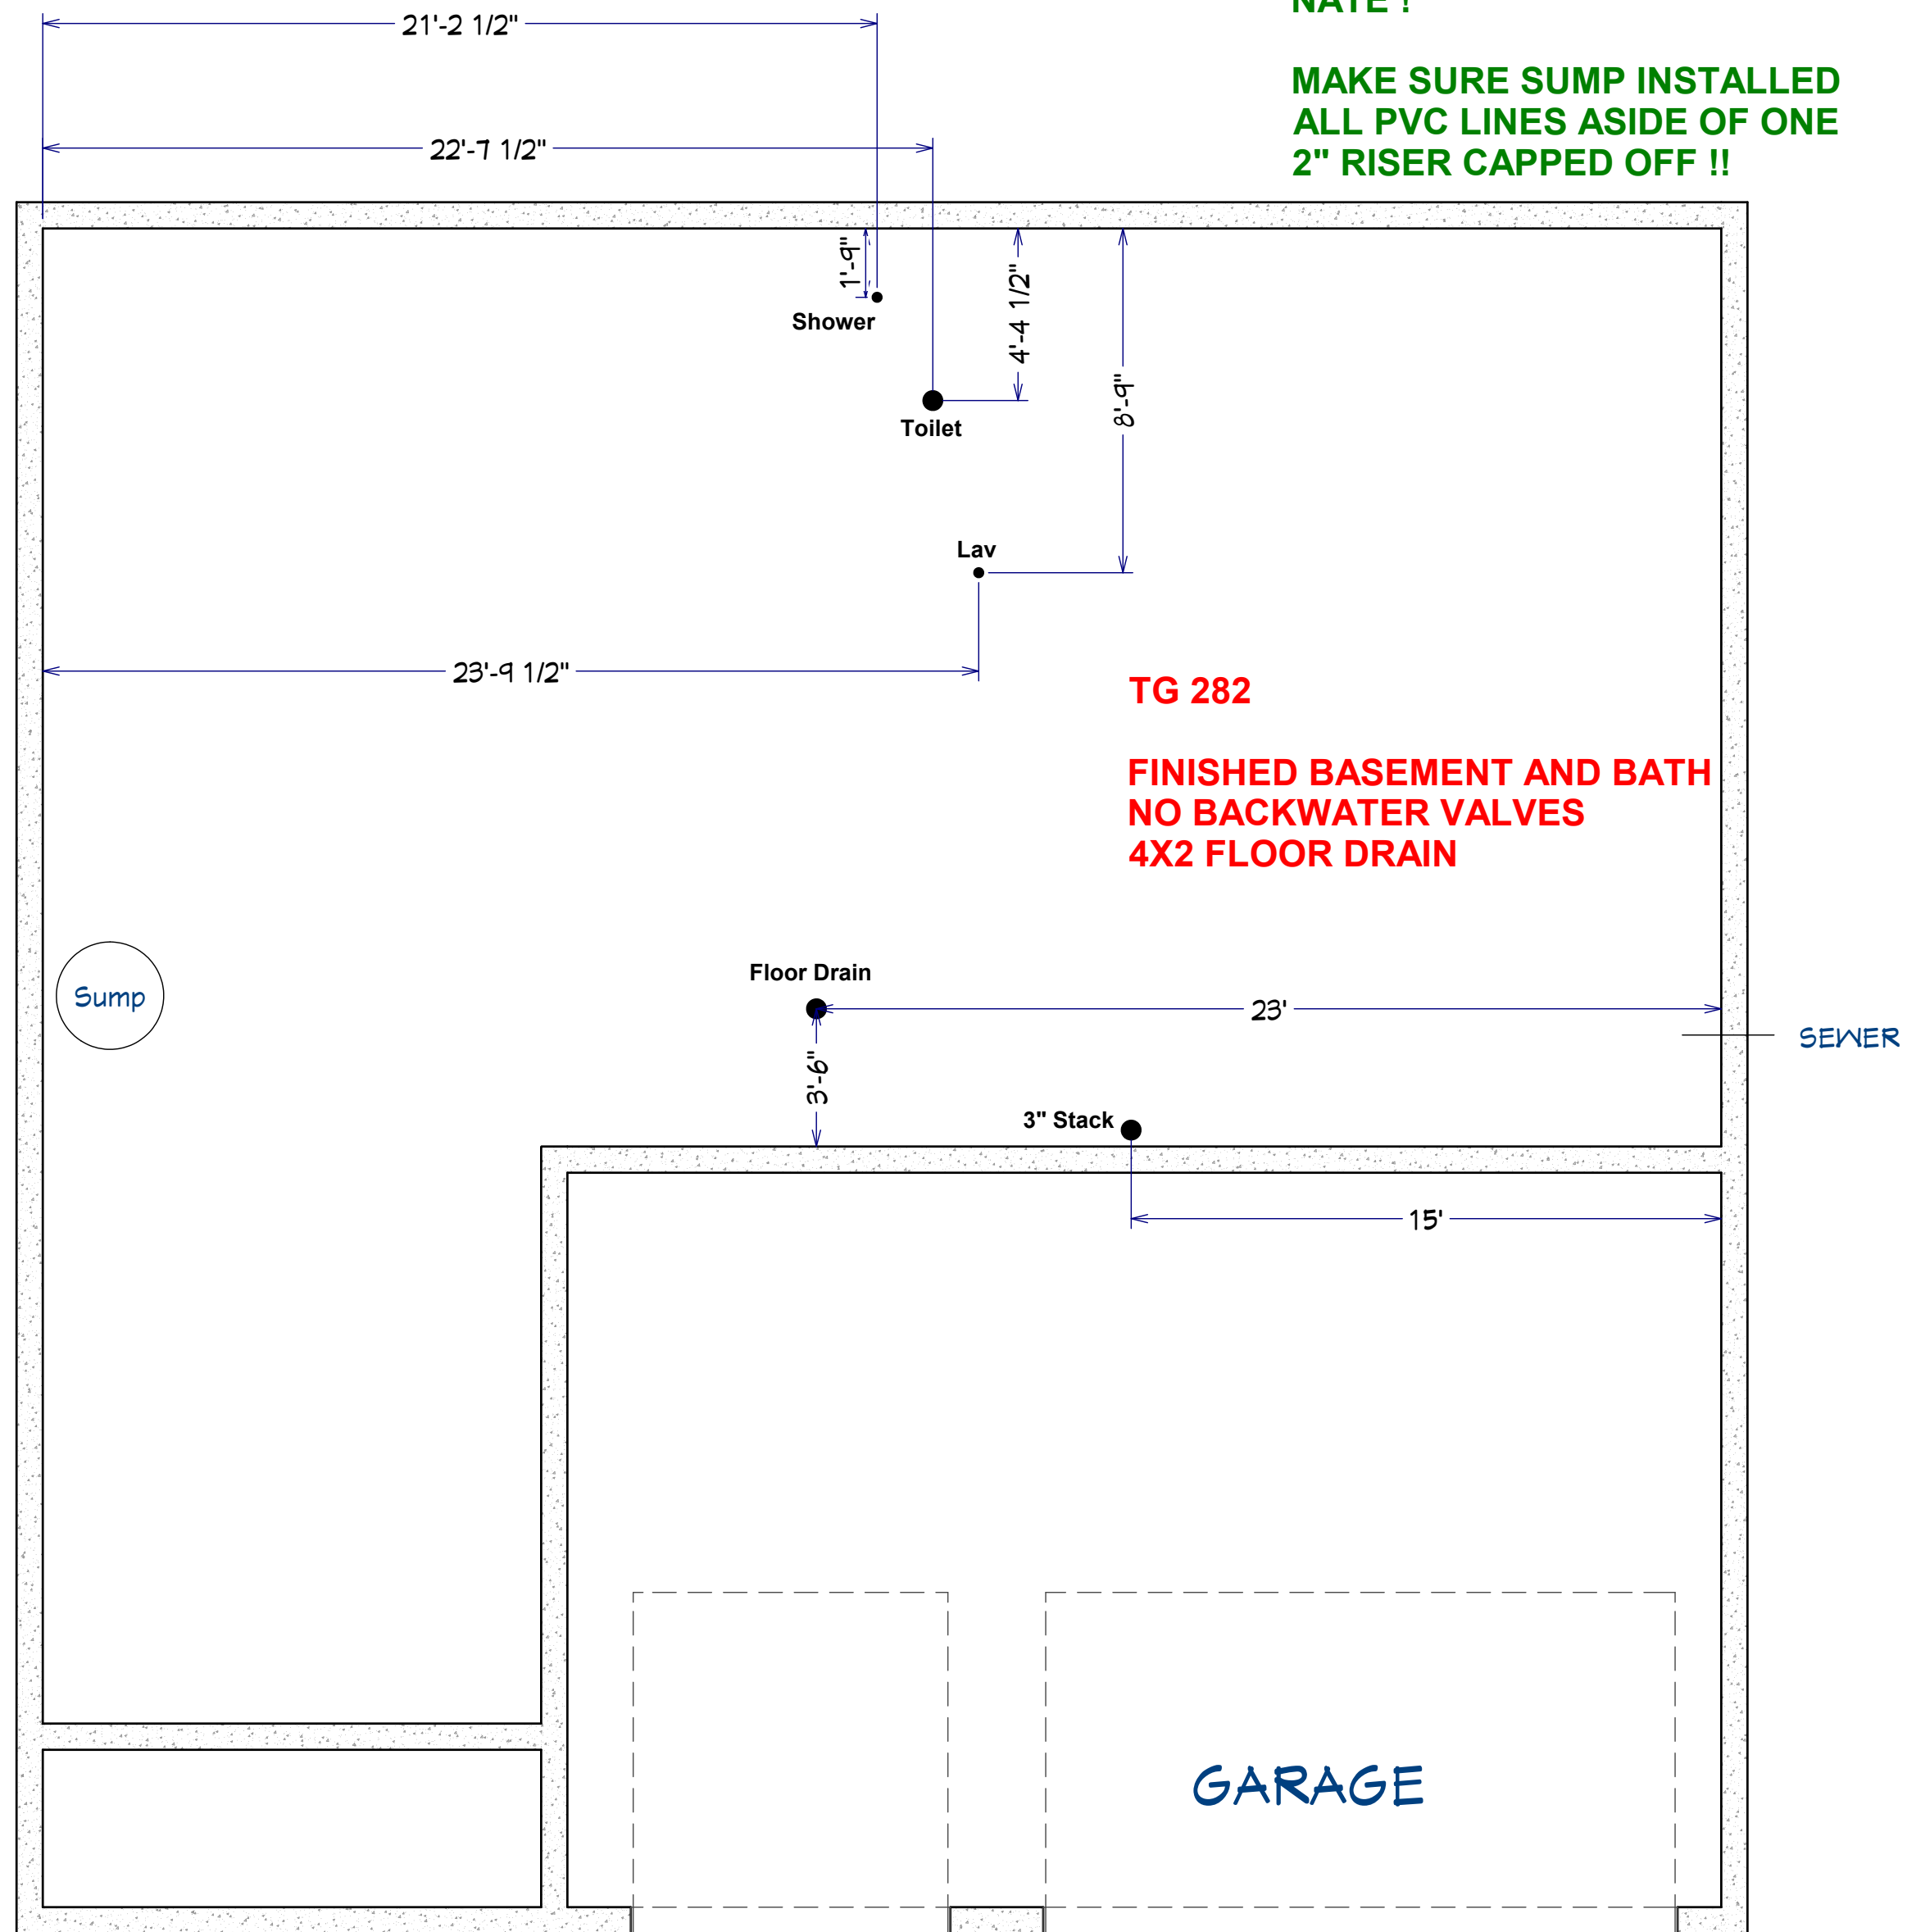 NATE !
21'-2 1/2"
MAKE SURE SUMP INSTALLED
ALL PVC LINES ASIDE OF ONE
2" RISER CAPPED OFF !!
22'-7 1/2"
1'-9"
4'-4 1/2"
Shower
8'-9"
Toilet
Lav
23'-9 1/2"
TG 282
FINISHED BASEMENT AND BATH
NO BACKWATER VALVES
4X2 FLOOR DRAIN
Floor Drain
Sump
23'
SEWER
3'-6"
3" Stack
15'
GARAGE